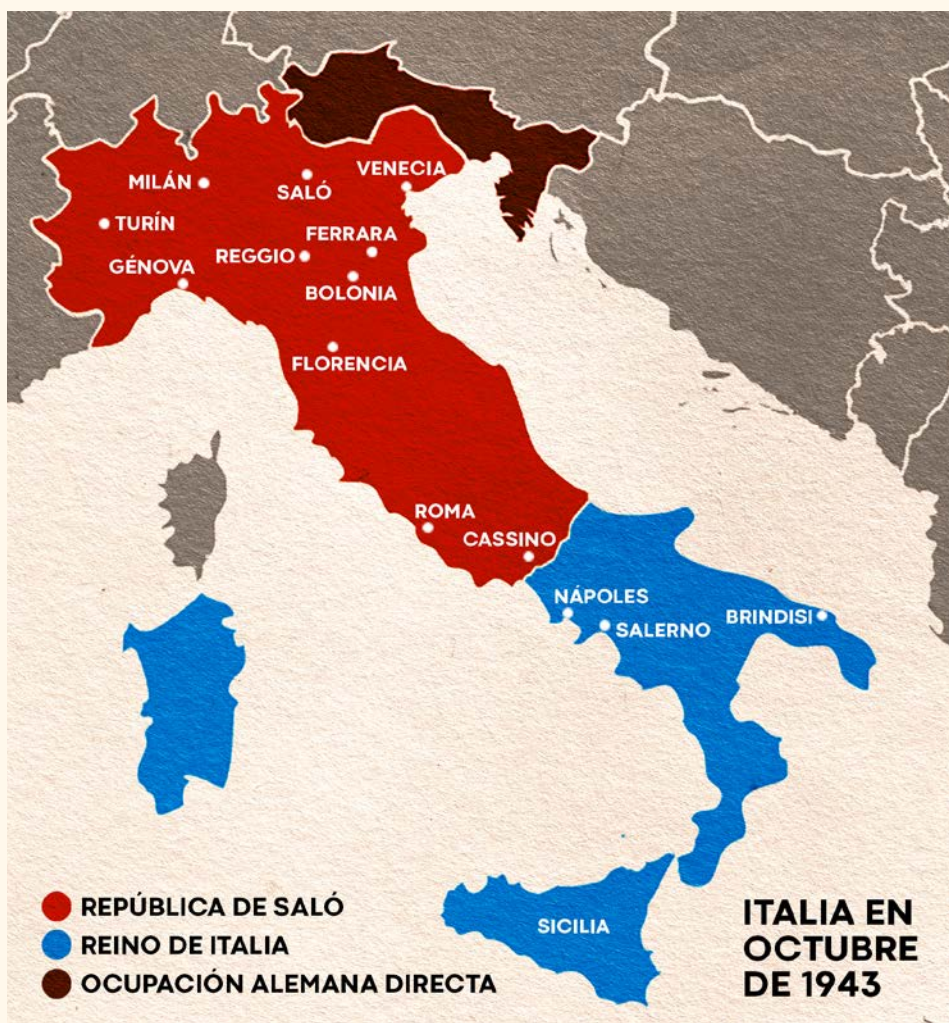 VENECIA
MILÁN
SALÓ
TURÍN
FERRARA
REGGIO
GÉNOVA
BOLONIA
FLORENCIA
ROMA
CASSINO
NÁPOLES
BRINDISI
SALERNO
SICILIA
REPÚBLICA DE SALÓ
REINO DE ITALIA
OCUPACIÓN ALEMANA DIRECTA
ITALIA EN
OCTUBRE
DE 1943